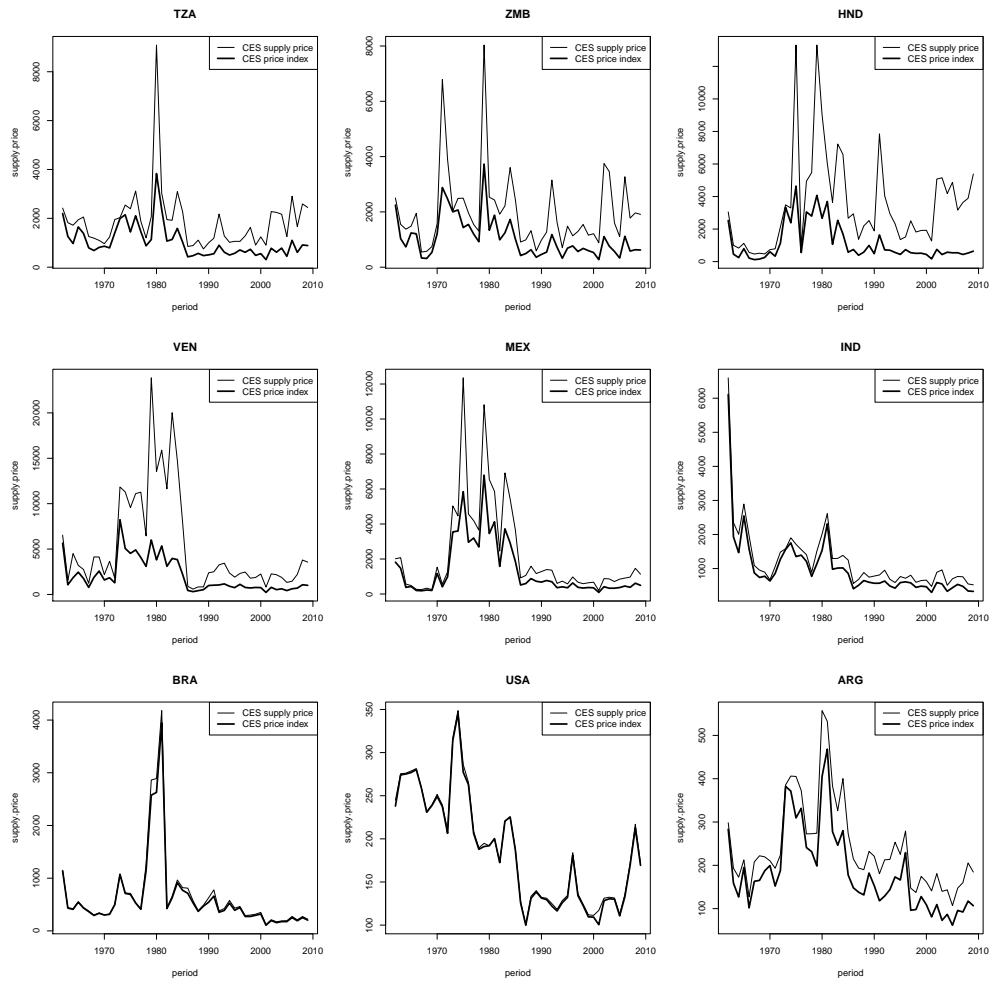 TZA
CES supply price
CES price index
supply.price
0 2000 4000 6000 8000
1970 1980 1990 2000 2010
period
ZMB
CES supply price
CES price index
supply.price
0 2000 4000 6000 8000
1970 1980 1990 2000 2010
period
HND
CES supply price
CES price index
supply.price
0 2000 4000 6000 8000 10000
1970 1980 1990 2000 2010
period
VEN
CES supply price
CES price index
supply.price
0 5000 10000 15000 20000
1970 1980 1990 2000 2010
period
MEX
CES supply price
CES price index
supply.price
0 2000 4000 6000 8000 10000 12000
1970 1980 1990 2000 2010
period
IND
CES supply price
CES price index
supply.price
1000 2000 3000 4000 5000 6000
1970 1980 1990 2000 2010
period
BRA
CES supply price
CES price index
supply.price
0 1000 2000 3000 4000
1970 1980 1990 2000 2010
period
USA
CES supply price
CES price index
supply.price
100 150 200 250 300 350
1970 1980 1990 2000 2010
period
ARG
CES supply price
CES price index
supply.price
100 200 300 400 500
1970 1980 1990 2000 2010
period